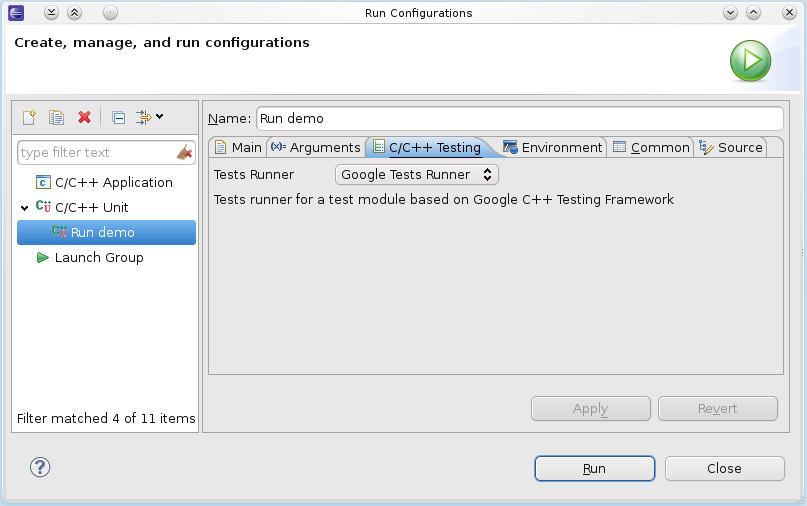 Run Configurations
Create, manage, and run configurations
Name: Run demo
Main (x)= Arguments C/C++ Testing Environment Common Source
type filter text
Tests Runner Google Tests Runner
C/C++ Application
Tests runner for a test module based on Google C++ Testing Framework
C/C++ Unit
Run demo
Launch Group
Filter matched 4 of 11 items
Apply Revert
? Run Close